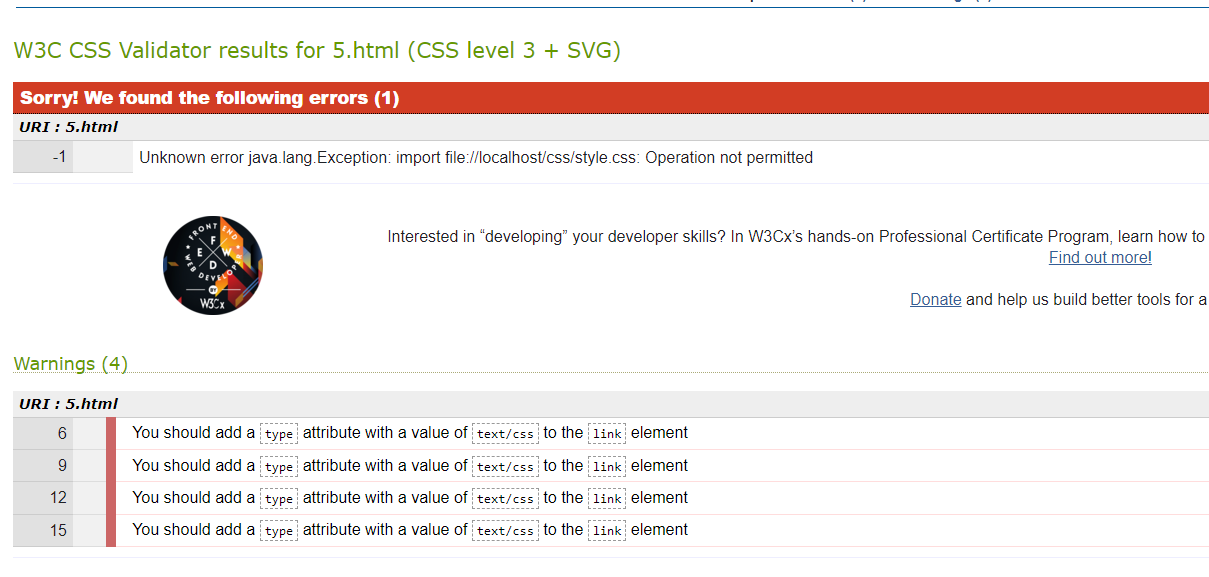 W3C CSS Validator results for 5.html (CSS level 3 + SVG)
Sorry! We found the following errors (1)
URI : 5.html
-1 Unknown error java.lang.Exception: import file://localhost/css/style.css: Operation not permitted
FRONT END
WEB DEVELOPER
F
E W
D
BY
W3Cx
Interested in “developing” your developer skills? In W3Cx’s hands-on Professional Certificate Program, learn how to
Find out more!
Donate and help us build better tools for a
Warnings (4)
URI : 5.html
6 You should add a type attribute with a value of text/css to the link element
9 You should add a type attribute with a value of text/css to the link element
12 You should add a type attribute with a value of text/css to the link element
15 You should add a type attribute with a value of text/css to the link element